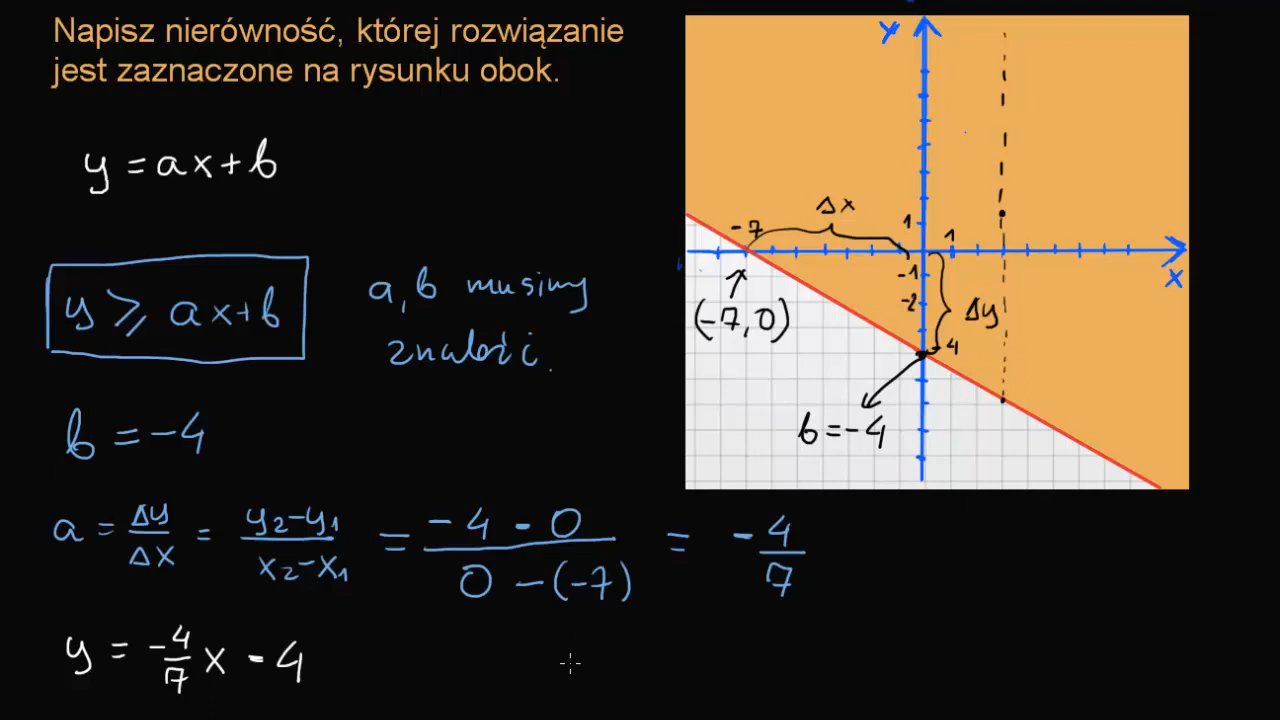 Napisz nierówność, której rozwiązanie
jest zaznaczone na rysunku obok.
y = ax + b
y ⩾ ax + b
a, b musimy
znaleźć.
b = -4
a = Δy/Δx = y₂-y₁/x₂-x₁ = -4 - 0/0 - (-7) = -4/7
y = -4/7 x - 4
y
Δx
-7
1
1
x
-1
-2
Δy
(-7, 0)
-4
b = -4